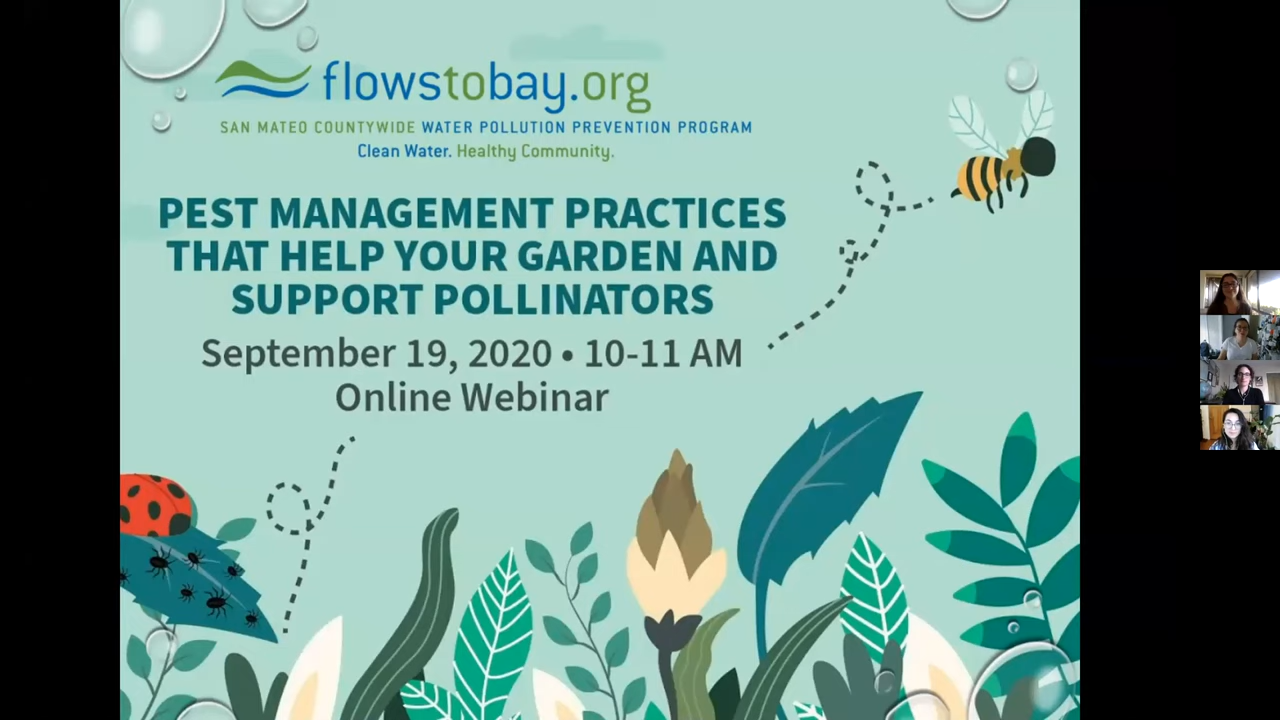 flowstobay.org
SAN MATEO COUNTYWIDE WATER POLLUTION PREVENTION PROGRAM
Clean Water. Healthy Community.
PEST MANAGEMENT PRACTICES
THAT HELP YOUR GARDEN AND
SUPPORT POLLINATORS
September 19, 2020 • 10-11 AM
Online Webinar